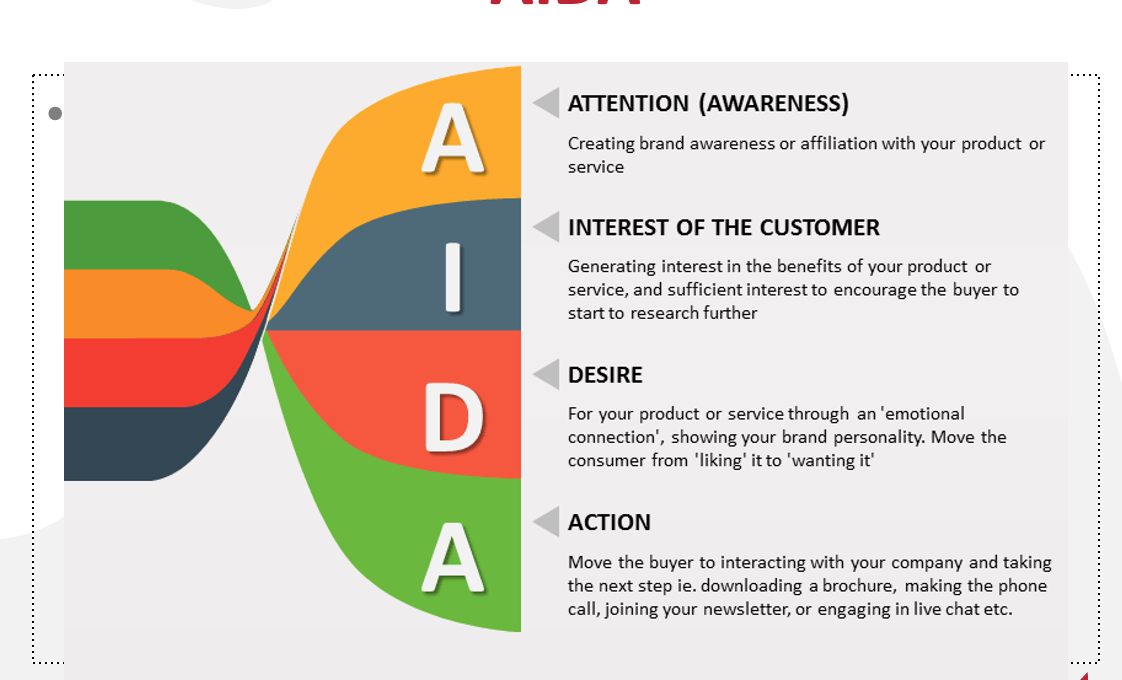 AIDA
A
ATTENTION (AWARENESS)
Creating brand awareness or affiliation with your product or
service
I
INTEREST OF THE CUSTOMER
Generating interest in the benefits of your product or
service, and sufficient interest to encourage the buyer to
start to research further
D
DESIRE
For your product or service through an 'emotional
connection', showing your brand personality. Move the
consumer from 'liking' it to 'wanting it'
A
ACTION
Move the buyer to interacting with your company and taking
the next step ie. downloading a brochure, making the phone
call, joining your newsletter, or engaging in live chat etc.